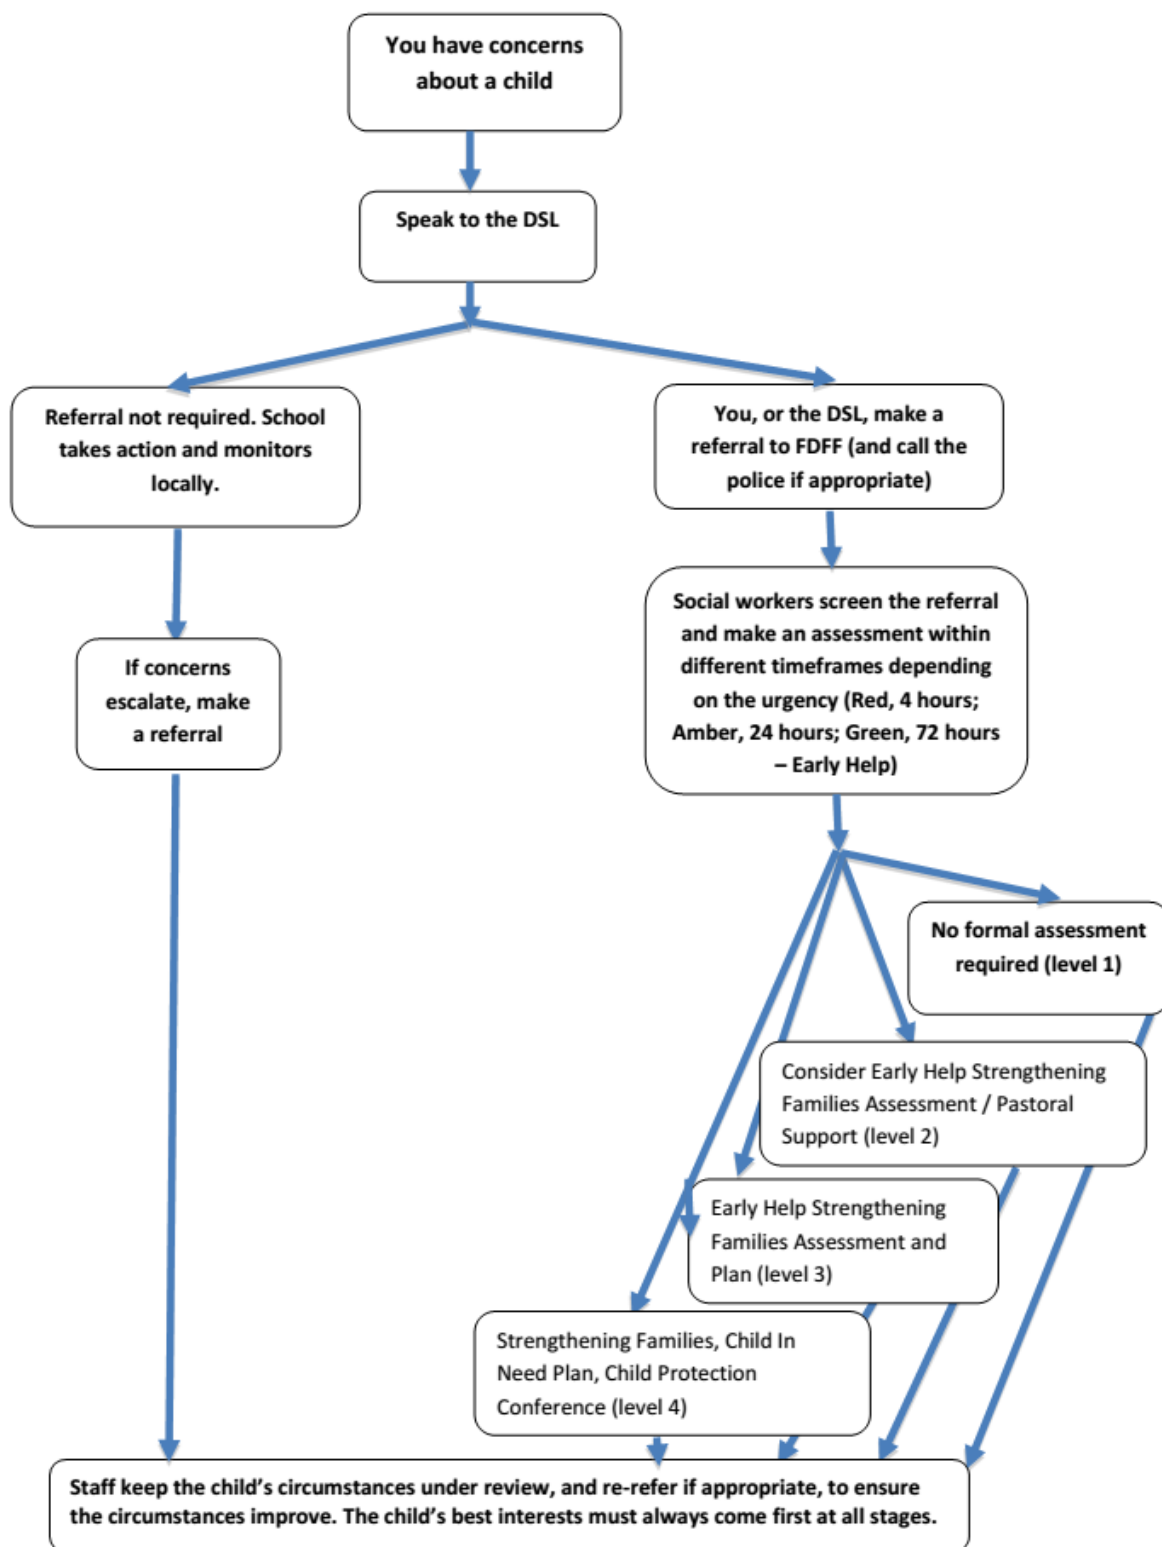 You have concerns
about a child
Speak to the DSL
Referral not required. School
takes action and monitors
locally.
You, or the DSL, make a
referral to FDFF (and call the
police if appropriate)
If concerns
escalate, make
a referral
Social workers screen the referral
and make an assessment within
different timeframes depending
on the urgency (Red, 4 hours;
Amber, 24 hours; Green, 72 hours
– Early Help)
No formal assessment
required (level 1)
Consider Early Help Strengthening
Families Assessment / Pastoral
Support (level 2)
Early Help Strengthening
Families Assessment and
Plan (level 3)
Strengthening Families, Child In
Need Plan, Child Protection
Conference (level 4)
Staff keep the child’s circumstances under review, and re-refer if appropriate, to ensure
the circumstances improve. The child’s best interests must always come first at all stages.